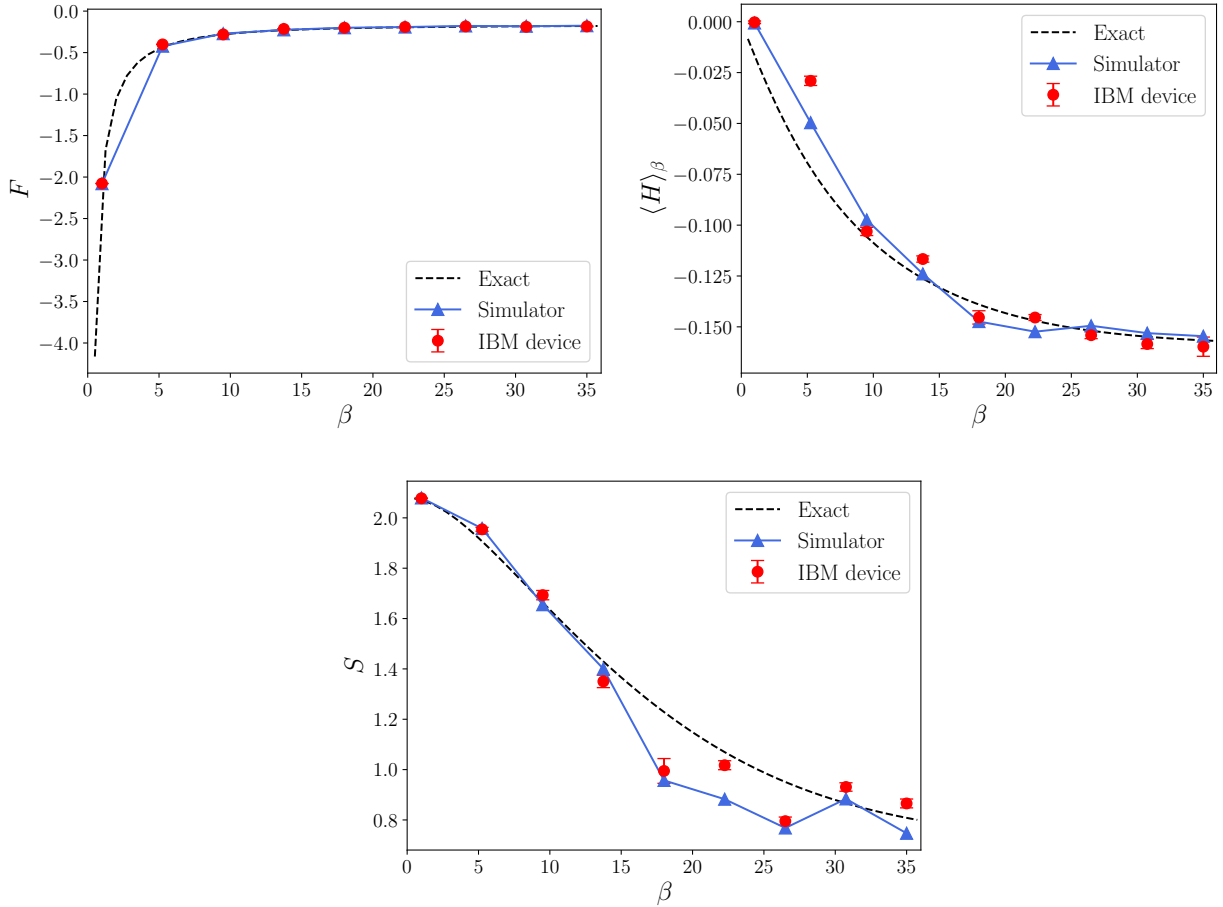 0.0
−0.5
−1.0
−1.5
−2.0
−2.5
−3.0
−3.5
−4.0
F
0 5 10 15 20 25 30 35
β
Exact
Simulator
IBM device
0.000
−0.025
−0.050
−0.075
−0.100
−0.125
−0.150
⟨H⟩β
0 5 10 15 20 25 30 35
β
Exact
Simulator
IBM device
2.0
1.8
1.6
1.4
1.2
1.0
0.8
S
0 5 10 15 20 25 30 35
β
Exact
Simulator
IBM device